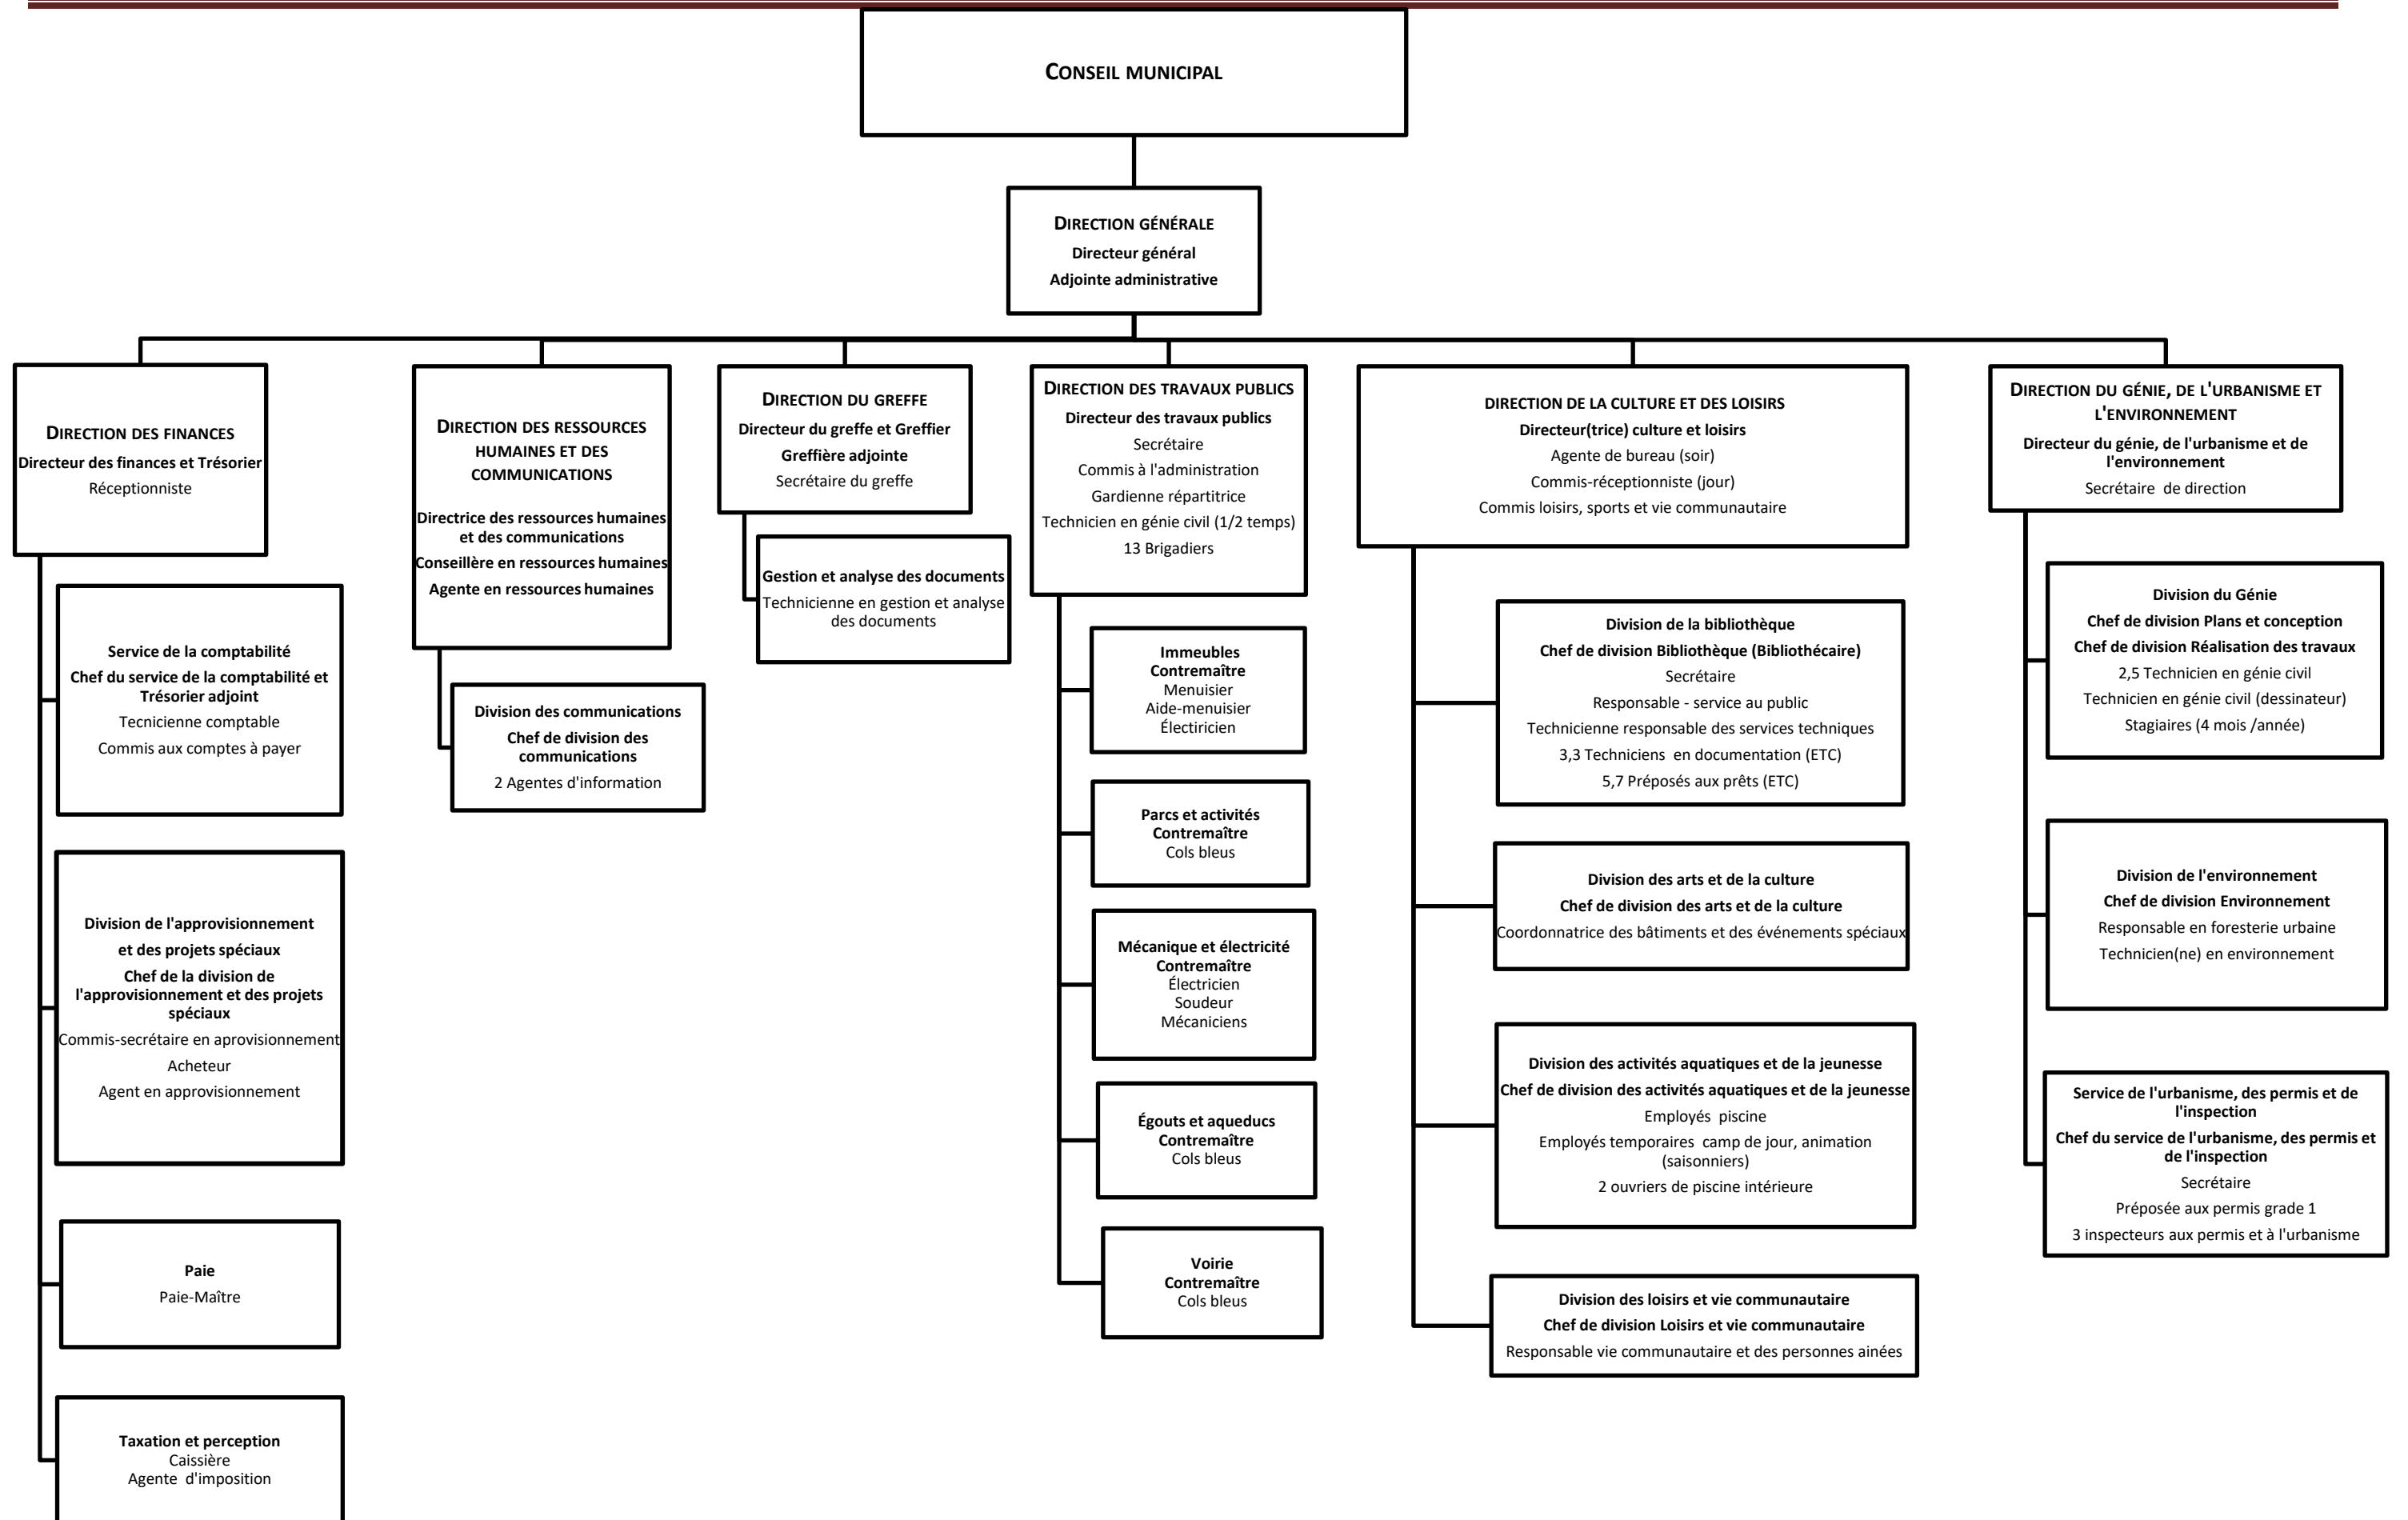 CONSEIL MUNICIPAL
DIRECTION GÉNÉRALE
Directeur général
Adjointe administrative
DIRECTION DES FINANCES
Directeur des finances et Trésorier
Réceptionniste
Service de la comptabilité
Chef du service de la comptabilité et
Trésorier adjoint
Tecnicienne comptable
Commis aux comptes à payer
Division de l'approvisionnement
et des projets spéciaux
Chef de la division de
l'approvisionnement et des projets
spéciaux
Commis-secrétaire en aprovisionnement
Acheteur
Agent en approvisionnement
Paie
Paie-Maître
Taxation et perception
Caissière
Agente d'imposition
DIRECTION DES RESSOURCES
HUMAINES ET DES
COMMUNICATIONS
Directrice des ressources humaines
et des communications
Conseillère en ressources humaines
Agente en ressources humaines
Division des communications
Chef de division des
communications
2 Agentes d'information
DIRECTION DU GREFFE
Directeur du greffe et Greffier
Greffière adjointe
Secrétaire du greffe
Gestion et analyse des documents
Technicienne en gestion et analyse
des documents
DIRECTION DES TRAVAUX PUBLICS
Directeur des travaux publics
Secrétaire
Commis à l'administration
Gardienne répartitrice
Technicien en génie civil (1/2 temps)
13 Brigadiers
Immeubles
Contremaître
Menuisier
Aide-menuisier
Électiricien
Parcs et activités
Contremaître
Cols bleus
Mécanique et électricité
Contremaître
Électricien
Soudeur
Mécaniciens
Égouts et aqueducs
Contremaître
Cols bleus
Voirie
Contremaître
Cols bleus
DIRECTION DE LA CULTURE ET DES LOISIRS
Directeur(trice) culture et loisirs
Agente de bureau (soir)
Commis-réceptionniste (jour)
Commis loisirs, sports et vie communautaire
Division de la bibliothèque
Chef de division Bibliothèque (Bibliothécaire)
Secrétaire
Responsable - service au public
Technicienne responsable des services techniques
3,3 Techniciens en documentation (ETC)
5,7 Préposés aux prêts (ETC)
Division des arts et de la culture
Chef de division des arts et de la culture
Coordonnatrice des bâtiments et des événements spéciaux
Division des activités aquatiques et de la jeunesse
Chef de division des activités aquatiques et de la jeunesse
Employés piscine
Employés temporaires camp de jour, animation
(saisonniers)
2 ouvriers de piscine intérieure
Division des loisirs et vie communautaire
Chef de division Loisirs et vie communautaire
Responsable vie communautaire et des personnes ainées
DIRECTION DU GÉNIE, DE L'URBANISME ET
L'ENVIRONNEMENT
Directeur du génie, de l'urbanisme et de
l'environnement
Secrétaire de direction
Division du Génie
Chef de division Plans et conception
Chef de division Réalisation des travaux
2,5 Technicien en génie civil
Technicien en génie civil (dessinateur)
Stagiaires (4 mois /année)
Division de l'environnement
Chef de division Environnement
Responsable en foresterie urbaine
Technicien(ne) en environnement
Service de l'urbanisme, des permis et de
l'inspection
Chef du service de l'urbanisme, des permis et
de l'inspection
Secrétaire
Préposée aux permis grade 1
3 inspecteurs aux permis et à l'urbanisme